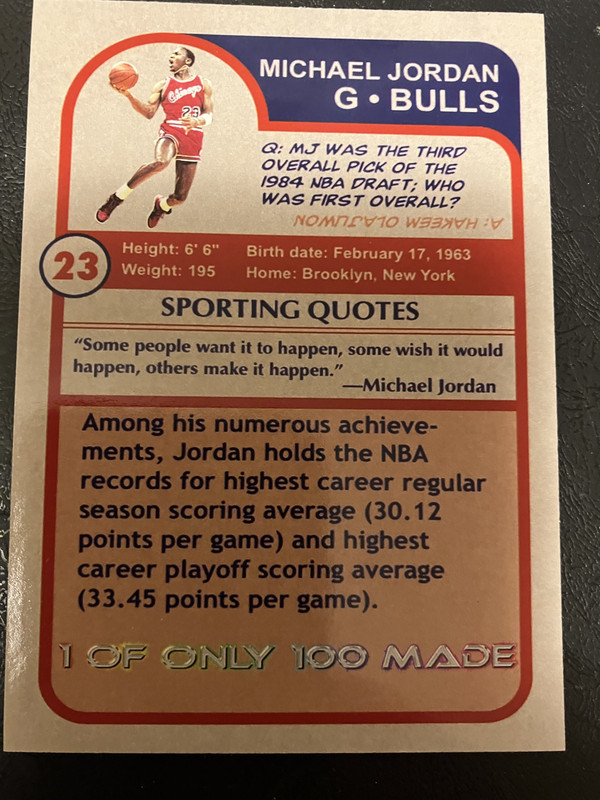 MICHAEL JORDAN
G • BULLS
Chicago
23
Q: MJ WAS THE THIRD
OVERALL PICK OF THE
1984 NBA DRAFT; WHO
WAS FIRST OVERALL?
A: HAKEEM OLAJUWON
23
Height: 6' 6" Birth date: February 17, 1963
Weight: 195 Home: Brooklyn, New York
SPORTING QUOTES
“Some people want it to happen, some wish it would
happen, others make it happen.”
—Michael Jordan
Among his numerous achieve-
ments, Jordan holds the NBA
records for highest career regular
season scoring average (30.12
points per game) and highest
career playoff scoring average
(33.45 points per game).
1 OF ONLY 100 MADE